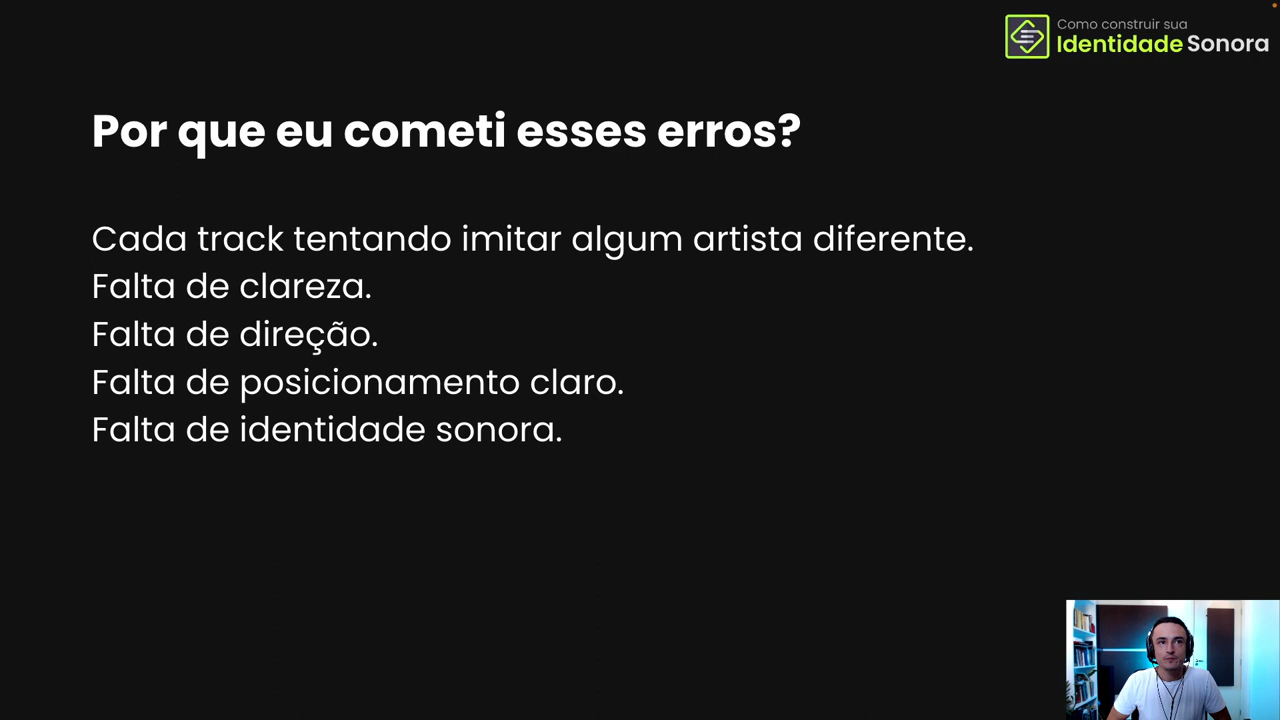 Como construir sua
Identidade Sonora
Por que eu cometi esses erros?
Cada track tentando imitar algum artista diferente.
Falta de clareza.
Falta de direção.
Falta de posicionamento claro.
Falta de identidade sonora.